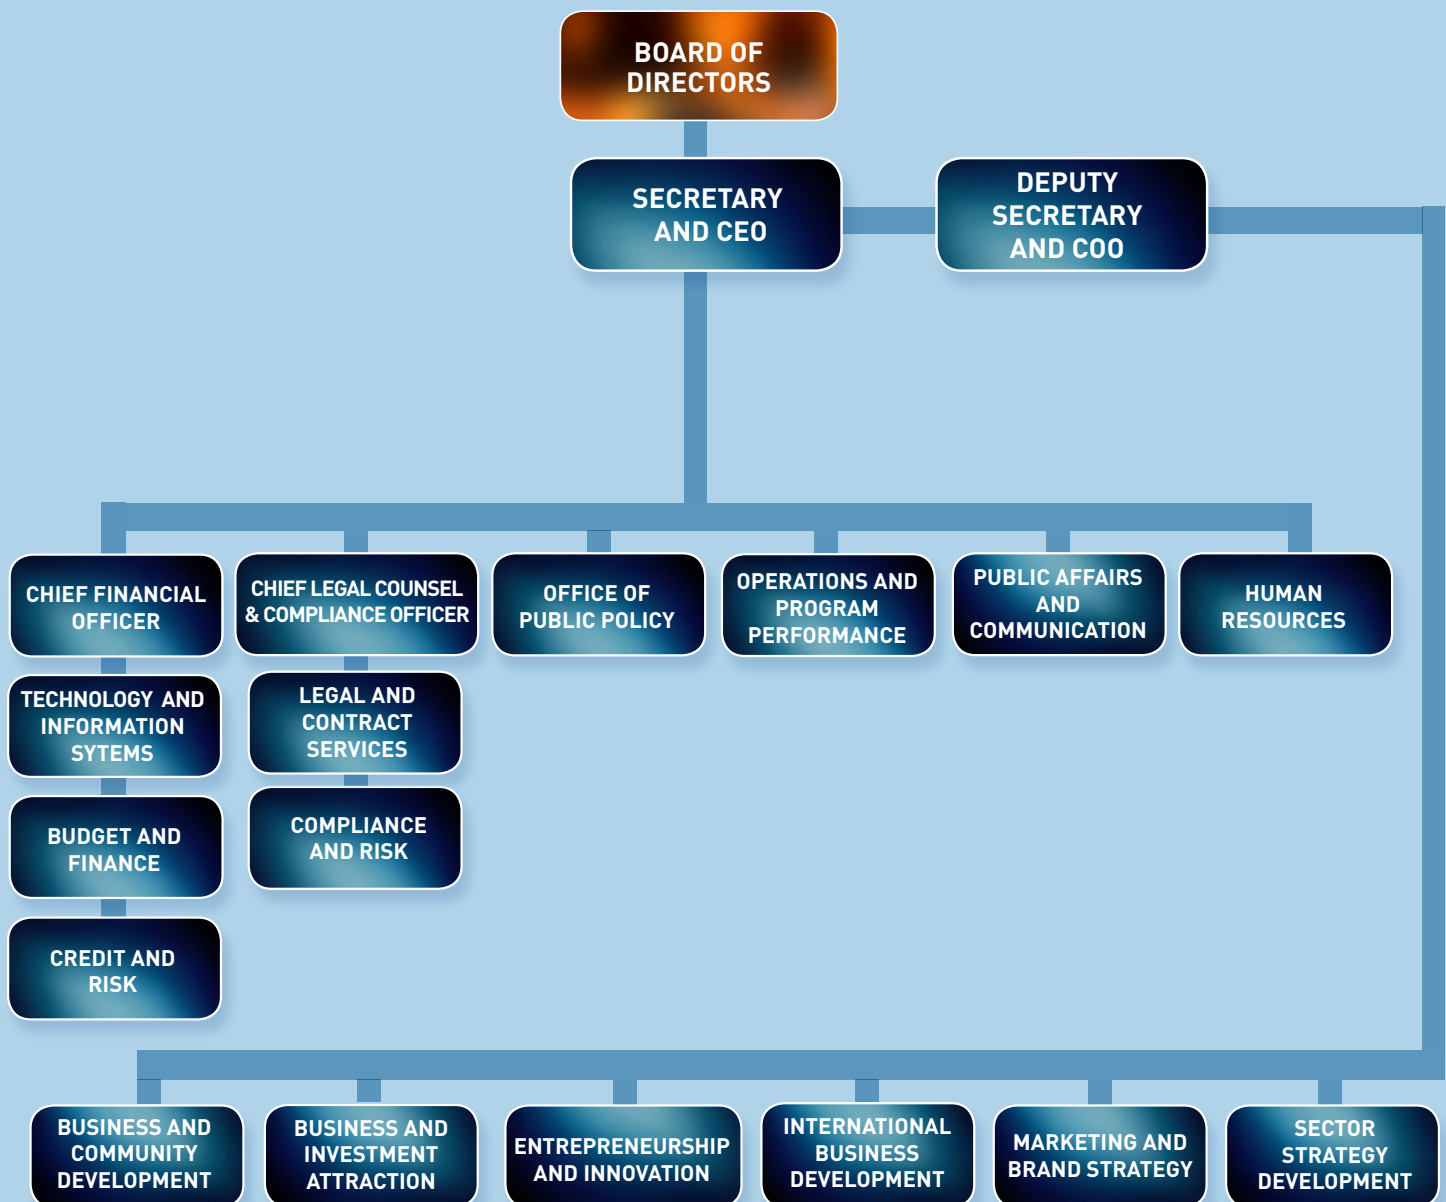 BOARD OF
DIRECTORS
SECRETARY
AND CEO
DEPUTY
SECRETARY
AND COO
CHIEF FINANCIAL
OFFICER
CHIEF LEGAL COUNSEL
& COMPLIANCE OFFICER
OFFICE OF
PUBLIC POLICY
OPERATIONS AND
PROGRAM
PERFORMANCE
PUBLIC AFFAIRS
AND
COMMUNICATION
HUMAN
RESOURCES
TECHNOLOGY AND
INFORMATION
SYTEMS
LEGAL AND
CONTRACT
SERVICES
BUDGET AND
FINANCE
COMPLIANCE
AND RISK
CREDIT AND
RISK
BUSINESS AND
COMMUNITY
DEVELOPMENT
BUSINESS AND
INVESTMENT
ATTRACTION
ENTREPRENEURSHIP
AND INNOVATION
INTERNATIONAL
BUSINESS
DEVELOPMENT
MARKETING AND
BRAND STRATEGY
SECTOR
STRATEGY
DEVELOPMENT